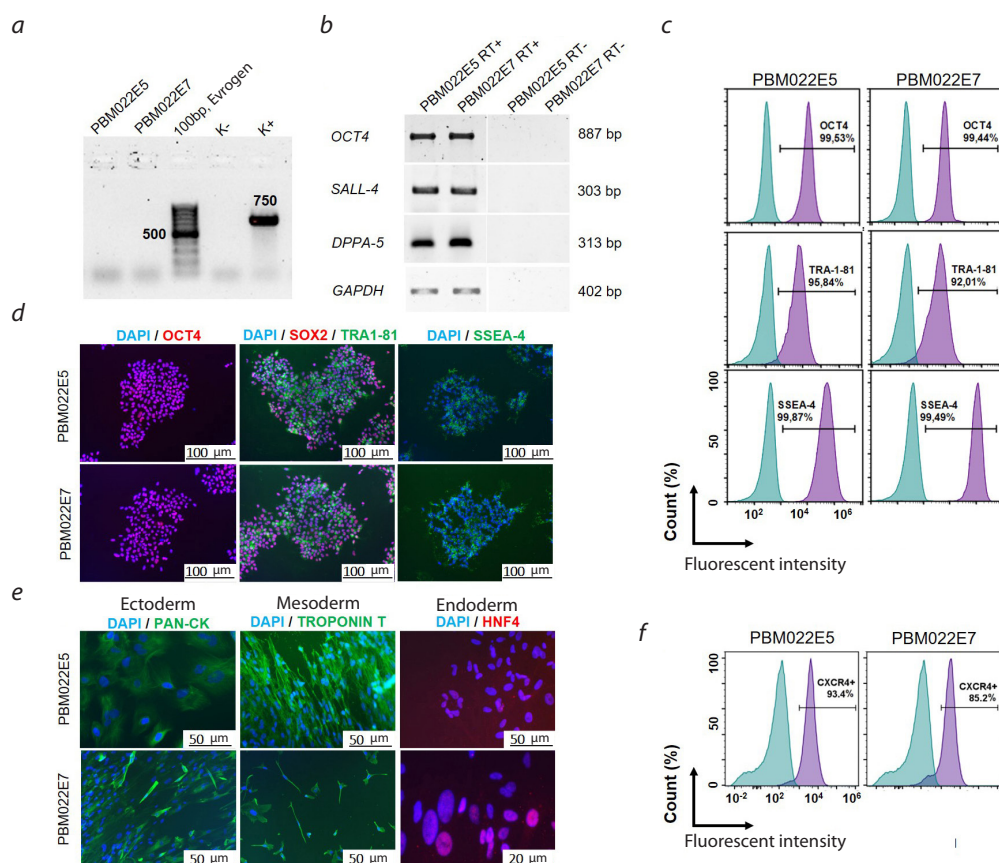 a
PBM022E5
PBM022E7
100bp, Evrogen
K-
K+
750
500
b
PBM022E5 RT+
PBM022E7 RT+
PBM022E5 RT-
PBM022E7 RT-
OCT4
887 bp
SALL-4
303 bp
DPPA-5
313 bp
GAPDH
402 bp
c
PBM022E5
PBM022E7
OCT4
99,53%
OCT4
99,44%
TRA-1-81
95,84%
TRA-1-81
92,01%
SSEA-4
99,87%
SSEA-4
99,49%
100
50
0
10² 10⁴ 10⁶
Count (%)
Fluorescent intensity
d
DAPI / OCT4
DAPI / SOX2 / TRA1-81
DAPI / SSEA-4
PBM022E5
100 µm
100 µm
100 µm
PBM022E7
100 µm
100 µm
100 µm
e
Ectoderm
DAPI / PAN-CK
Mesoderm
DAPI / TROPONIN T
Endoderm
DAPI / HNF4
PBM022E5
50 µm
50 µm
50 µm
PBM022E7
50 µm
50 µm
20 µm
f
PBM022E5
PBM022E7
CXCR4+
93.4%
CXCR4+
85.2%
100
50
0
10⁻² 10² 10⁴ 10⁶
Count (%)
Fluorescent intensity